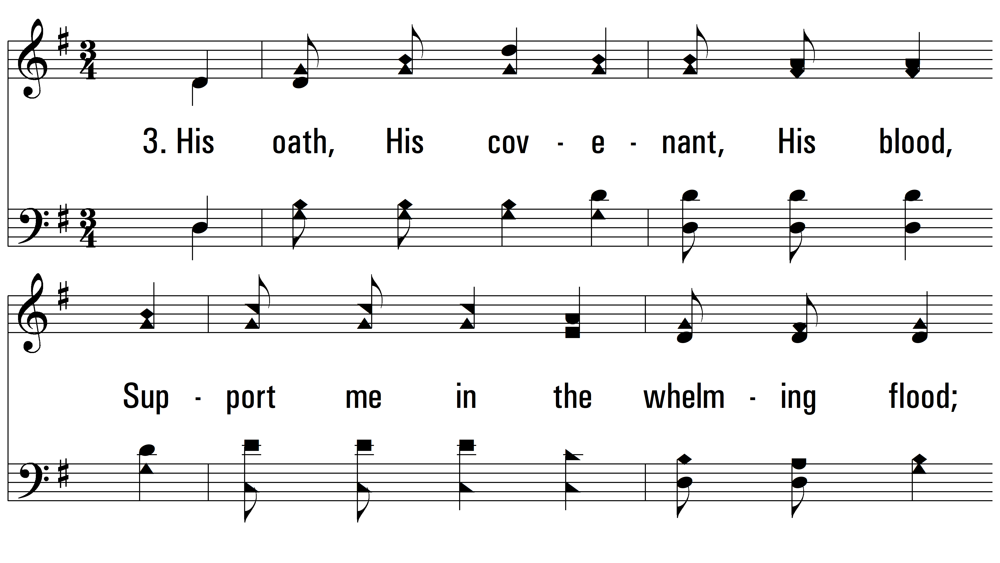 3. His oath, His cov - e - nant, His blood,
Sup - port me in the whelm - ing flood;